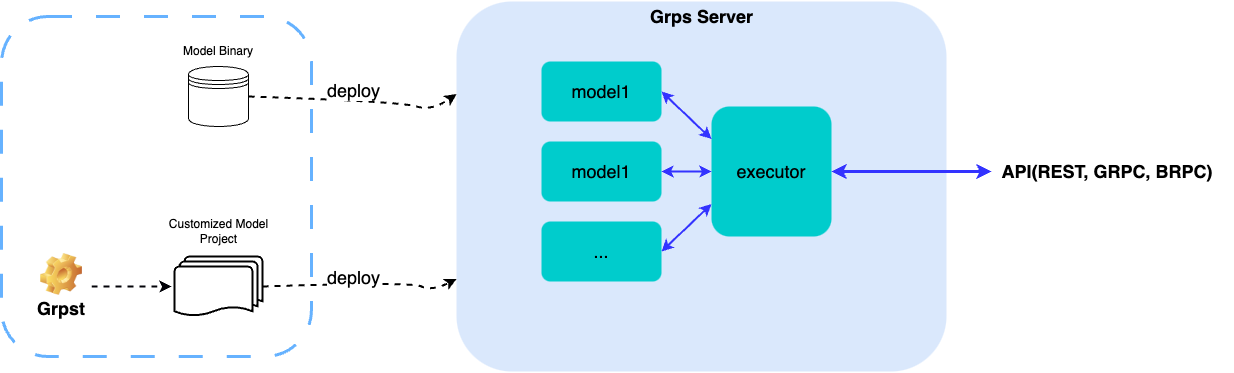 Grps Server
Model Binary
deploy
model1
model1
executor
API(REST, GRPC, BRPC)
Customized Model
Project
...
deploy
Grpst